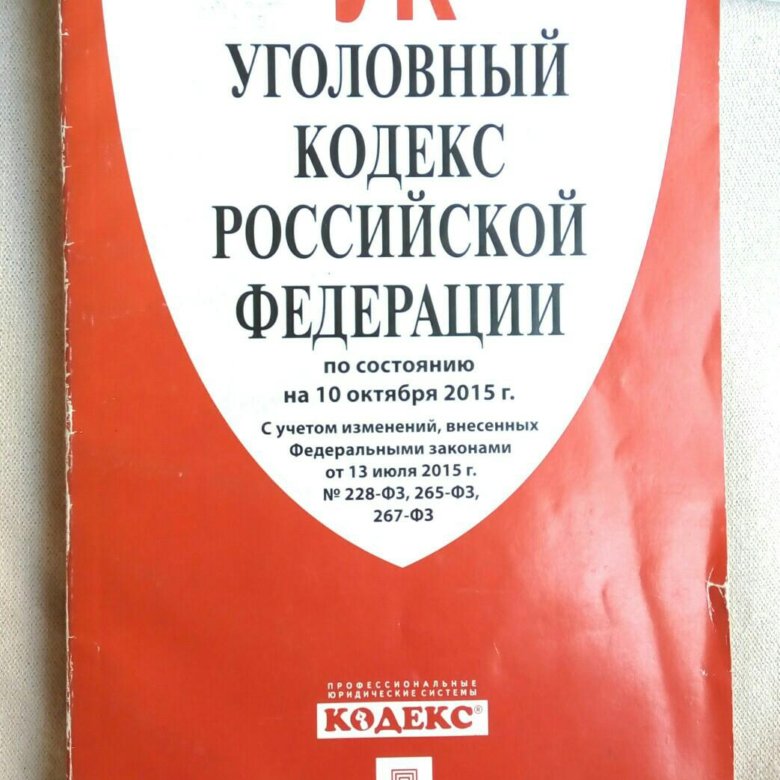 УК
УГОЛОВНЫЙ
КОДЕКС
РОССИЙСКОЙ
ФЕДЕРАЦИИ
по состоянию
на 10 октября 2015 г.
С учетом изменений, внесенных
Федеральными законами
от 13 июля 2015 г.
№ 228-ФЗ, 265-ФЗ,
267-ФЗ
ПРОФЕССИОНАЛЬНЫЕ
ЮРИДИЧЕСКИЕ СИСТЕМЫ
КОДЕКС®